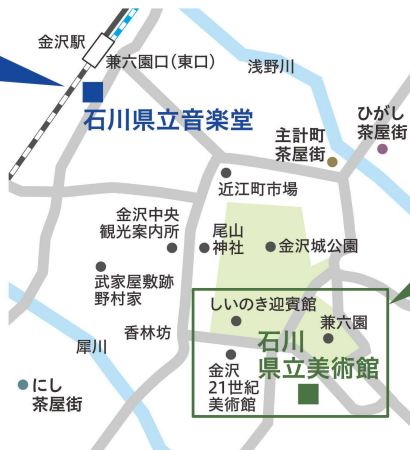 金沢駅
兼六園口（東口）
浅野川
石川県立音楽堂
ひがし
茶屋街
主計町
茶屋街
近江町市場
金沢中央
観光案内所
尾山
神社
金沢城公園
武家屋敷跡
野村家
しいのき迎賓館
兼六園
香林坊
石川
県立美術館
犀川
金沢
21世紀
美術館
にし
茶屋街